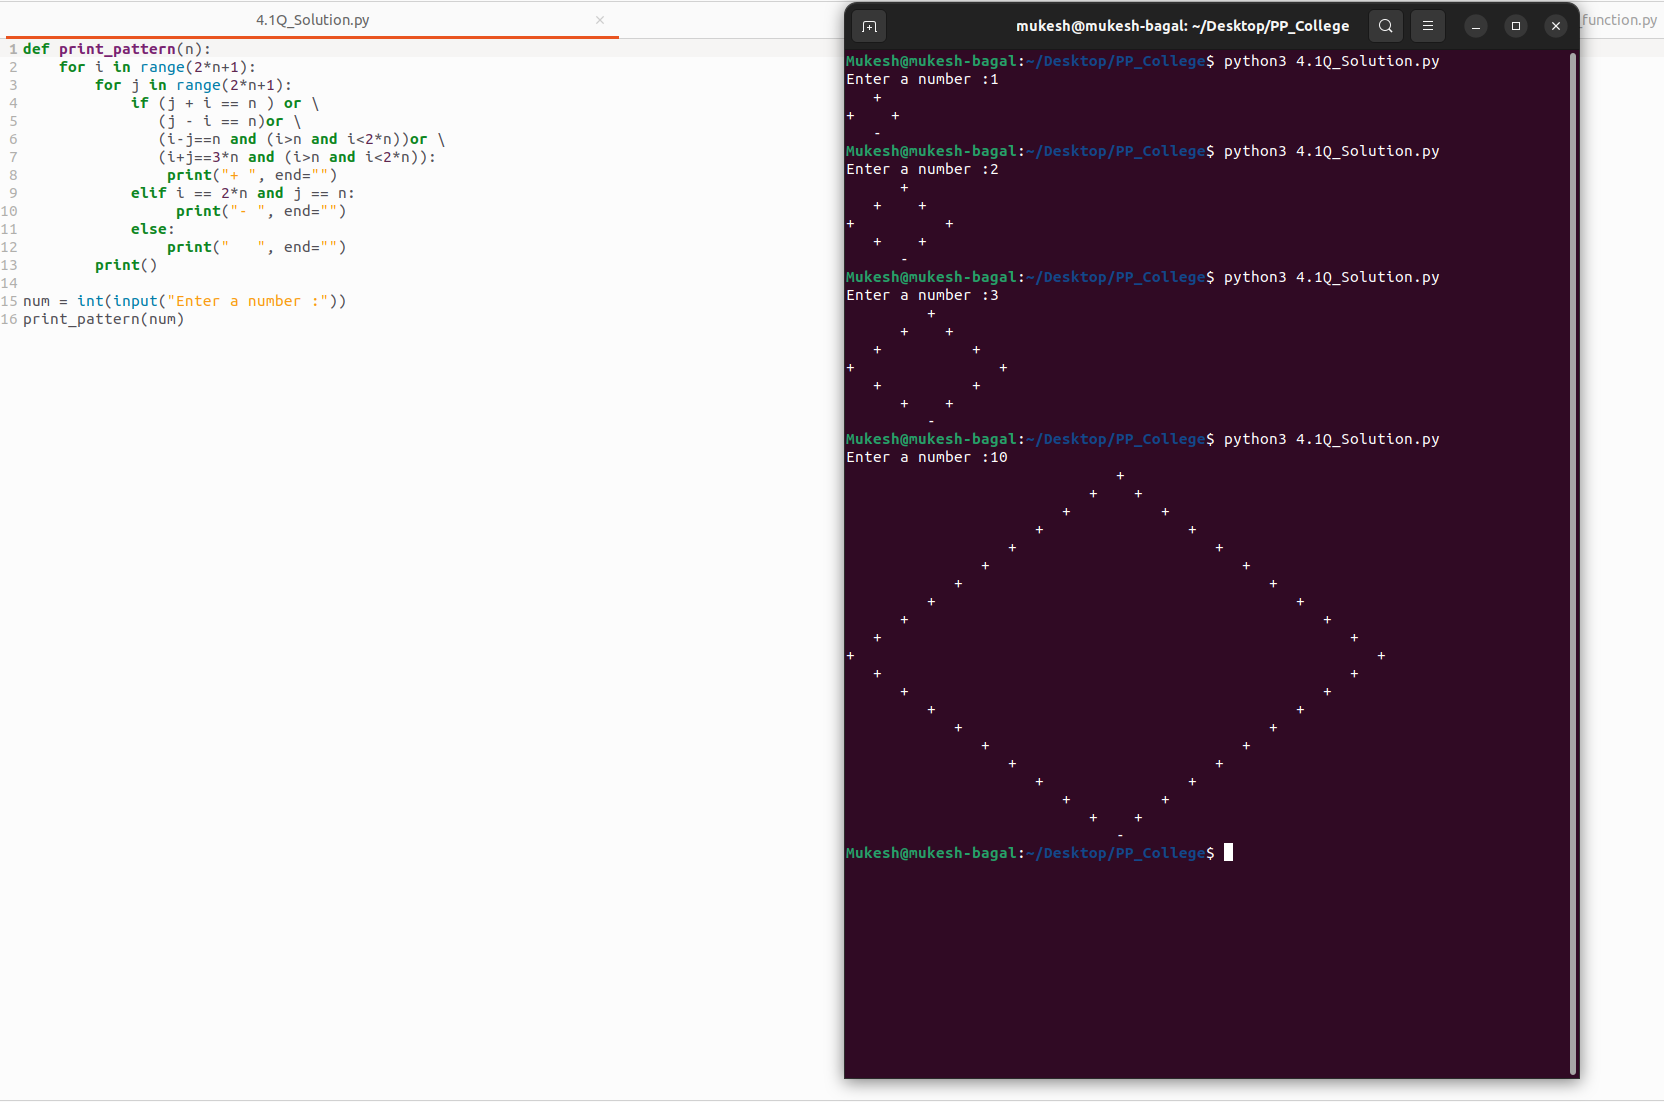 4.1Q_Solution.py ×
1 def print_pattern(n):
2     for i in range(2*n+1):
3         for j in range(2*n+1):
4             if (j + i == n ) or \
5                (j - i == n)or \
6                (i-j==n and (i>n and i<2*n))or \
7                (i+j==3*n and (i>n and i<2*n)):
8                 print("+ ", end="")
9             elif i == 2*n and j == n:
10                  print("- ", end="")
11             else:
12                 print("   ", end="")
13         print()
14
15 num = int(input("Enter a number :"))
16 print_pattern(num)
mukesh@mukesh-bagal: ~/Desktop/PP_College
_function.py
Mukesh@mukesh-bagal:~/Desktop/PP_College$ python3 4.1Q_Solution.py
Enter a number :1
   +
+    +
   -
Mukesh@mukesh-bagal:~/Desktop/PP_College$ python3 4.1Q_Solution.py
Enter a number :2
      +
   +    +
+          +
   +    +
      -
Mukesh@mukesh-bagal:~/Desktop/PP_College$ python3 4.1Q_Solution.py
Enter a number :3
         +
      +    +
   +          +
+                +
   +          +
      +    +
         -
Mukesh@mukesh-bagal:~/Desktop/PP_College$ python3 4.1Q_Solution.py
Enter a number :10
                              +
                           +    +
                        +          +
                     +                +
                  +                      +
               +                            +
            +                                  +
         +                                        +
      +                                              +
   +                                                    +
+                                                          +
   +                                                    +
      +                                              +
         +                                        +
            +                                  +
               +                            +
                  +                      +
                     +                +
                        +          +
                           +    +
                              -
Mukesh@mukesh-bagal:~/Desktop/PP_College$